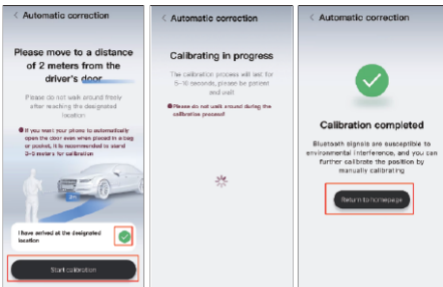 Automatic correction
Please move to a distance
of 2 meters from the
driver's door
Please do not walk around freely
after reaching the designated
location
If you want your phone to automatically
open the door even when placed in a bag
or pocket, it is recommended to stand
2-3 meters for calibration
I have arrived at the designated
location
Start calibration
Automatic correction
Calibrating in progress
The calibration process will last for
5-10 seconds, please be patient
and wait
Please do not walk around during the
calibration process!
Automatic correction
Calibration completed
Bluetooth signals are susceptible to
environmental interference, and you can
further calibrate the position by
manually calibrating
Return to homepage